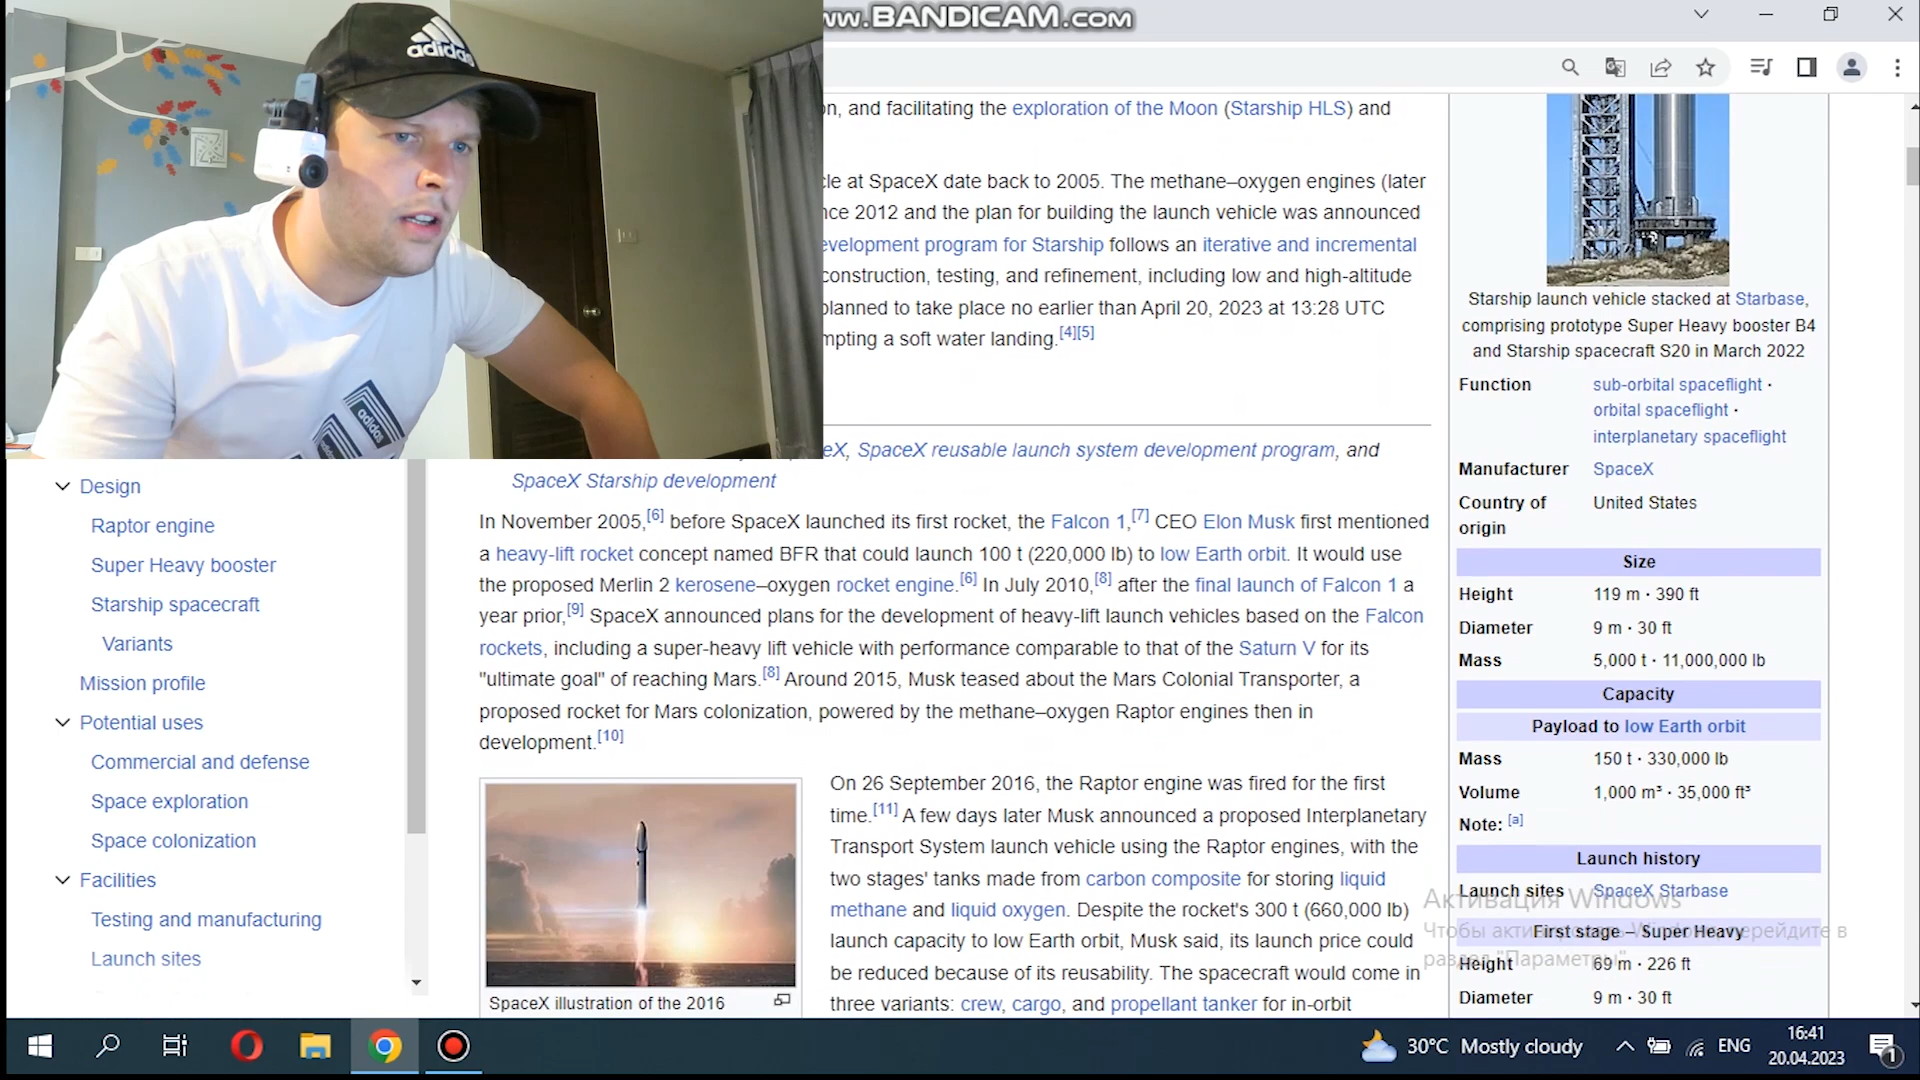 www.BANDICAM.com
adidas
adidas
on, and facilitating the exploration of the Moon (Starship HLS) and
cle at SpaceX date back to 2005. The methane–oxygen engines (later
nce 2012 and the plan for building the launch vehicle was announced
evelopment program for Starship follows an iterative and incremental
construction, testing, and refinement, including low and high-altitude
planned to take place no earlier than April 20, 2023 at 13:28 UTC
mpting a soft water landing.[4][5]
eX, SpaceX reusable launch system development program, and
SpaceX Starship development
In November 2005,[6] before SpaceX launched its first rocket, the Falcon 1,[7] CEO Elon Musk first mentioned
a heavy-lift rocket concept named BFR that could launch 100 t (220,000 lb) to low Earth orbit. It would use
the proposed Merlin 2 kerosene–oxygen rocket engine.[6] In July 2010,[8] after the final launch of Falcon 1 a
year prior,[9] SpaceX announced plans for the development of heavy-lift launch vehicles based on the Falcon
rockets, including a super-heavy lift vehicle with performance comparable to that of the Saturn V for its
"ultimate goal" of reaching Mars.[8] Around 2015, Musk teased about the Mars Colonial Transporter, a
proposed rocket for Mars colonization, powered by the methane–oxygen Raptor engines then in
development.[10]
On 26 September 2016, the Raptor engine was fired for the first
time.[11] A few days later Musk announced a proposed Interplanetary
Transport System launch vehicle using the Raptor engines, with the
two stages' tanks made from carbon composite for storing liquid
methane and liquid oxygen. Despite the rocket's 300 t (660,000 lb)
launch capacity to low Earth orbit, Musk said, its launch price could
be reduced because of its reusability. The spacecraft would come in
three variants: crew, cargo, and propellant tanker for in-orbit
SpaceX illustration of the 2016
Design
Raptor engine
Super Heavy booster
Starship spacecraft
Variants
Mission profile
Potential uses
Commercial and defense
Space exploration
Space colonization
Facilities
Testing and manufacturing
Launch sites
Starship launch vehicle stacked at Starbase,
comprising prototype Super Heavy booster B4
and Starship spacecraft S20 in March 2022
Function sub-orbital spaceflight ·
orbital spaceflight ·
interplanetary spaceflight
Manufacturer SpaceX
Country of origin United States
Size
Height 119 m · 390 ft
Diameter 9 m · 30 ft
Mass 5,000 t · 11,000,000 lb
Capacity
Payload to low Earth orbit
Mass 150 t · 330,000 lb
Volume 1,000 m³ · 35,000 ft³
Note: [a]
Launch history
Launch sites SpaceX Starbase
First stage – Super Heavy
Height 69 m · 226 ft
Diameter 9 m · 30 ft
Активация Windows
Чтобы активировать Windows, перейдите в
раздел "Параметры".
30°C Mostly cloudy
ENG
16:41
20.04.2023
1